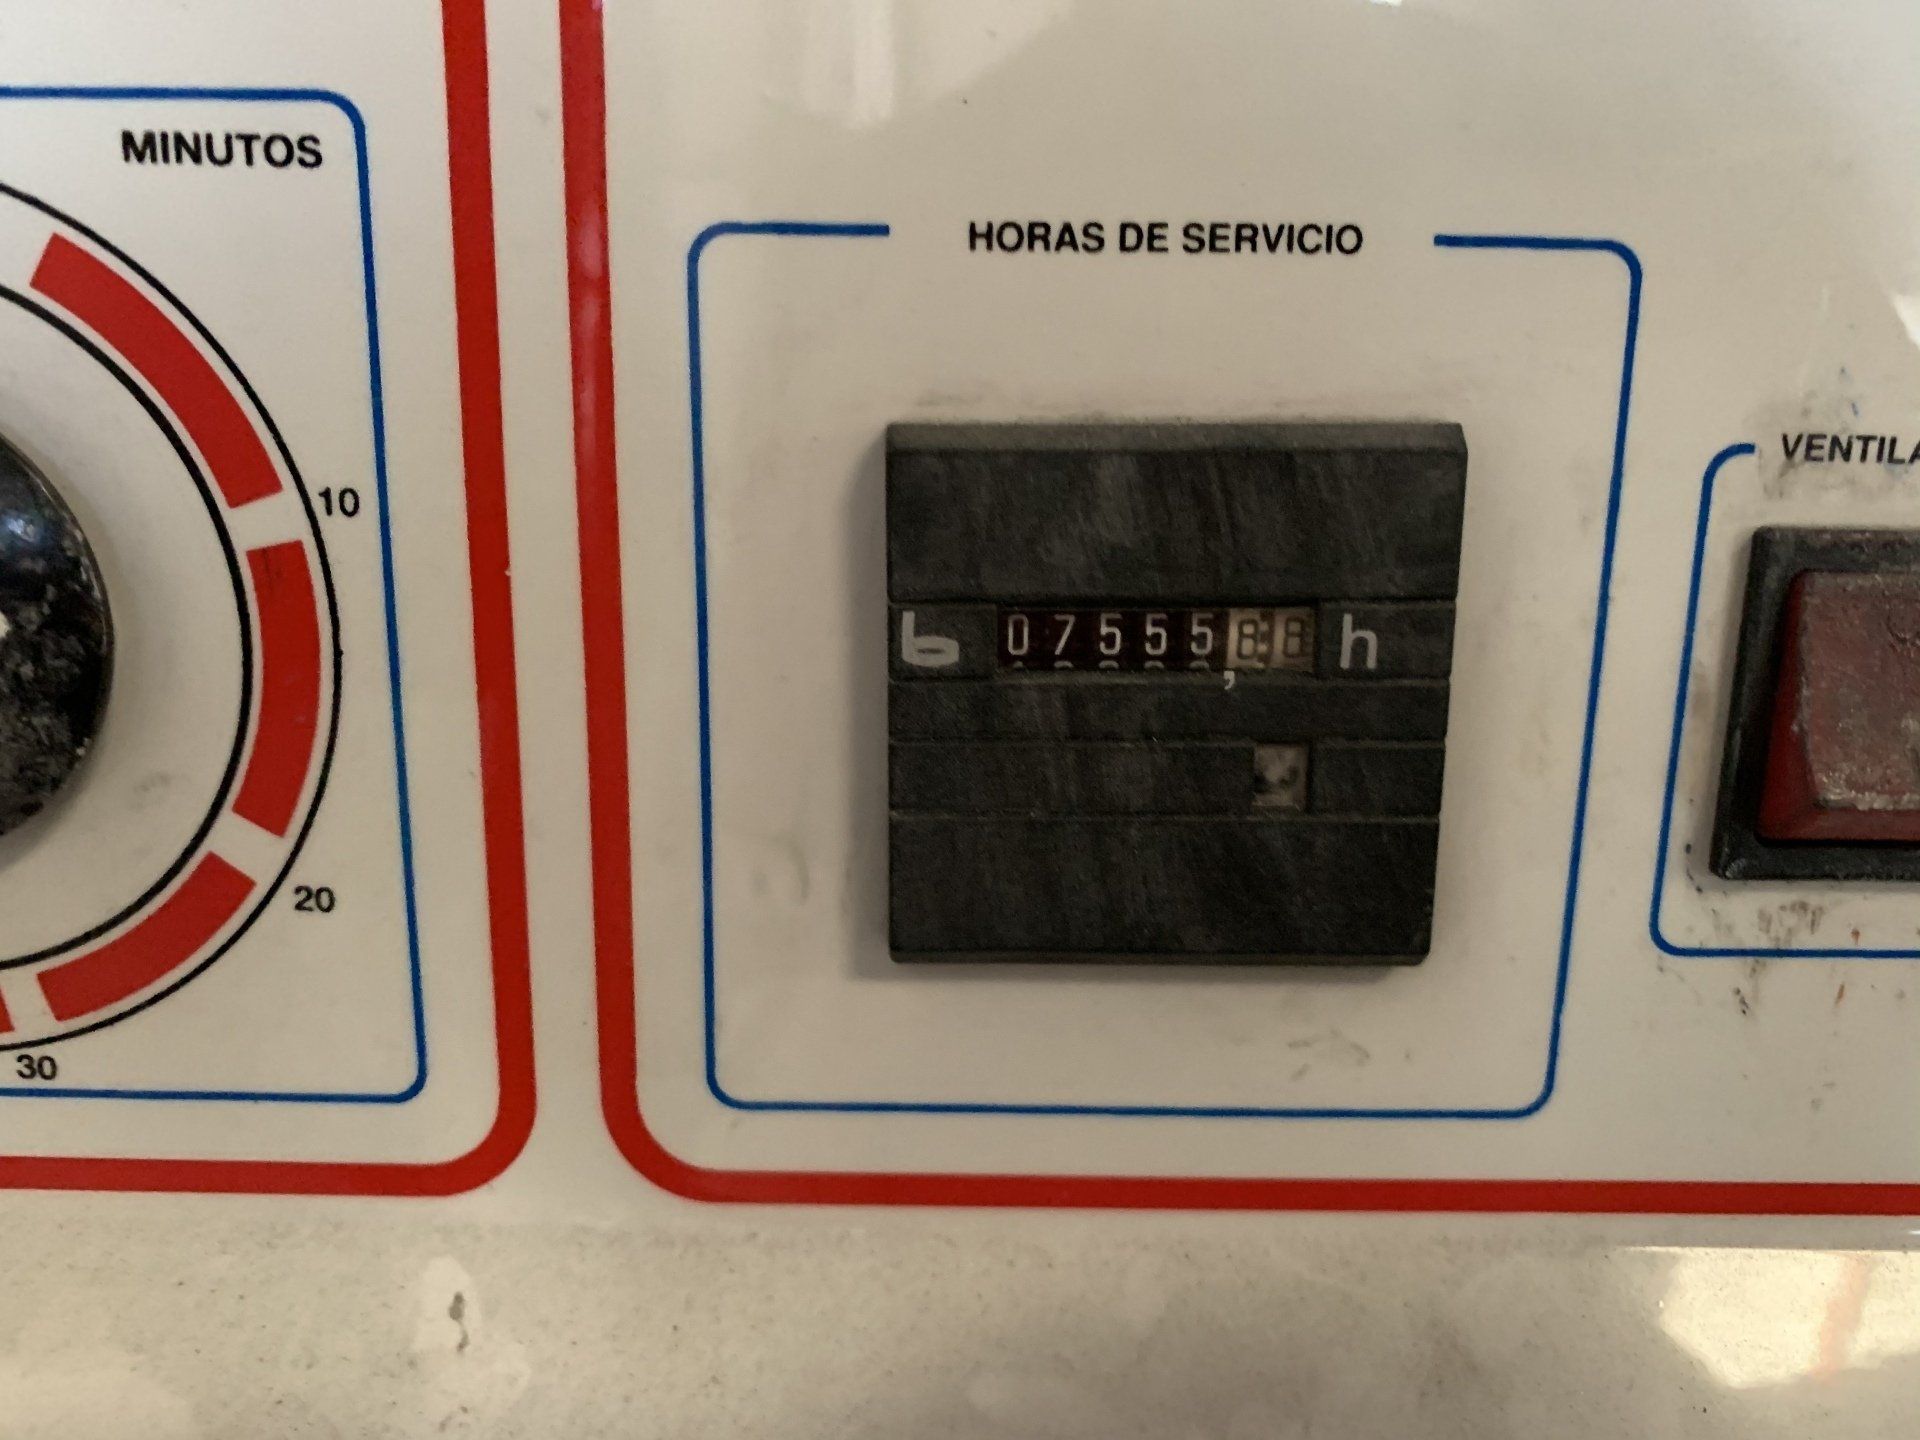 MINUTOS
10
20
30
HORAS DE SERVICIO
07555
, h
VENTILA